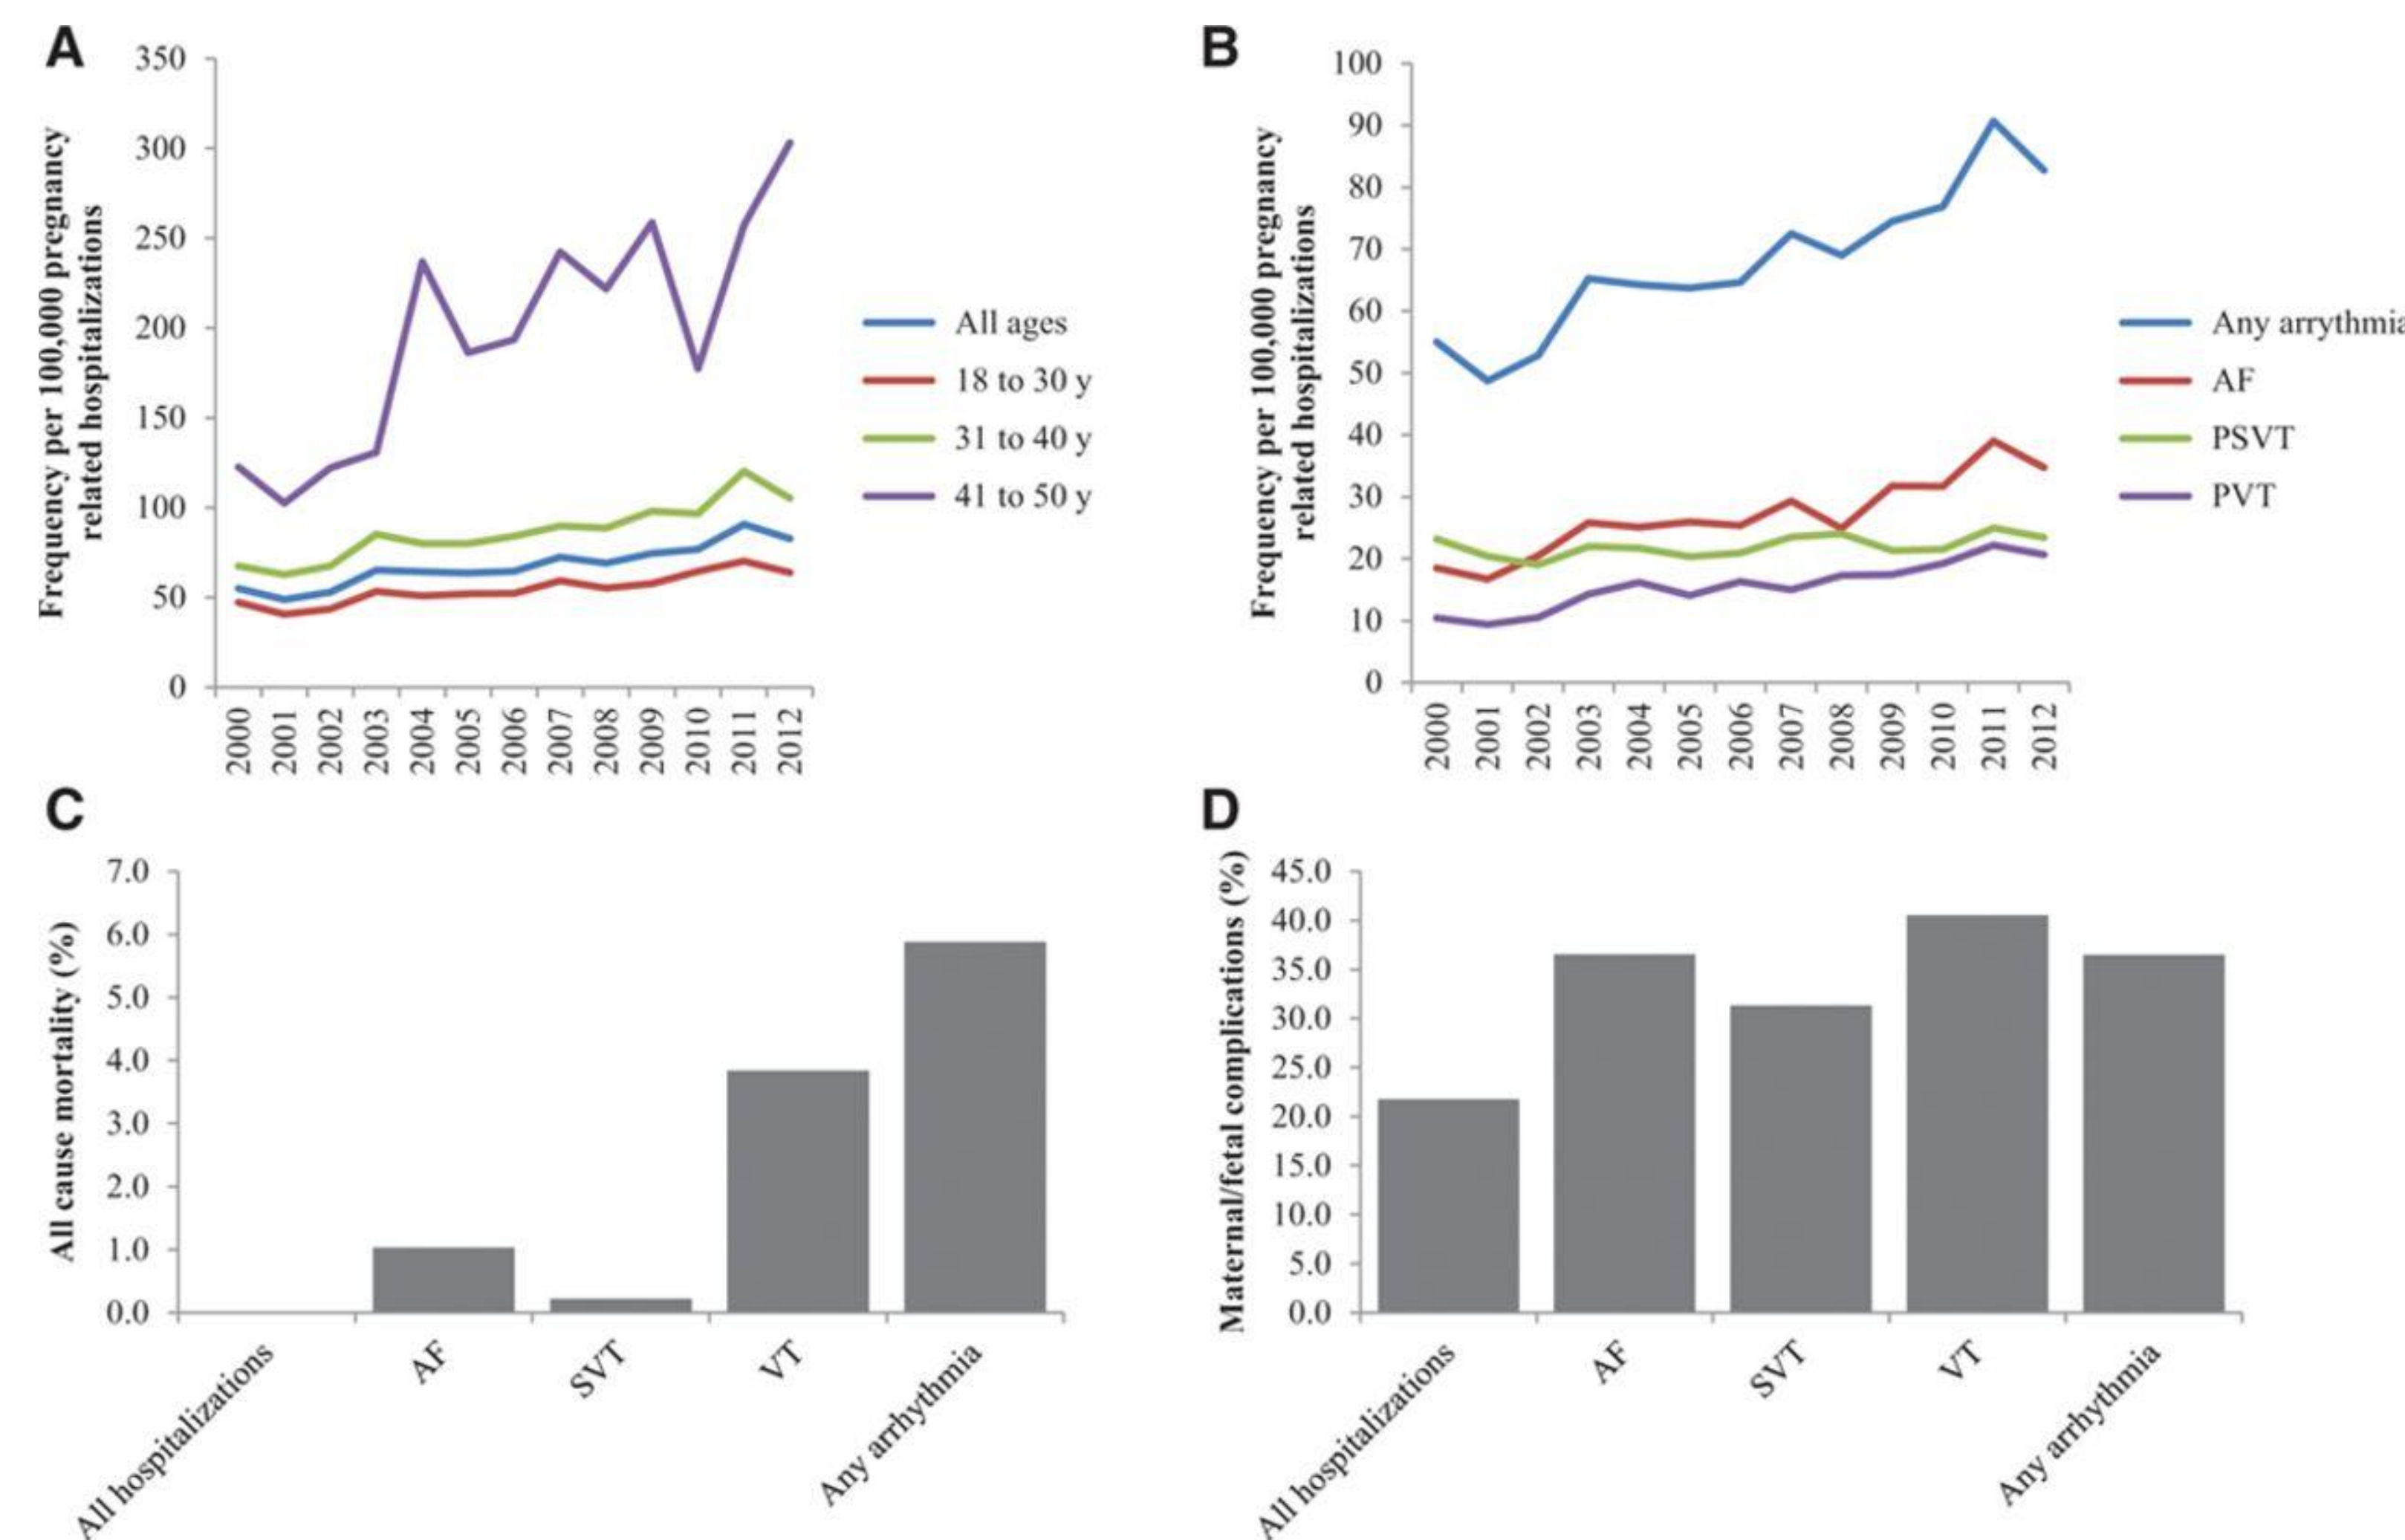 A
350
300
250
200
150
100
50
0
Frequency per 100,000 pregnancy
related hospitalizations
2000
2001
2002
2003
2004
2005
2006
2007
2008
2009
2010
2011
2012
All ages
18 to 30 y
31 to 40 y
41 to 50 y
B
100
90
80
70
60
50
40
30
20
10
0
Frequency per 100,000 pregnancy
related hospitalizations
2000
2001
2002
2003
2004
2005
2006
2007
2008
2009
2010
2011
2012
Any arrythmia
AF
PSVT
PVT
C
7.0
6.0
5.0
4.0
3.0
2.0
1.0
0.0
All cause mortality (%)
All hospitalizations
AF
SVT
VT
Any arrhythmia
D
45.0
40.0
35.0
30.0
25.0
20.0
15.0
10.0
5.0
0.0
Maternal/fetal complications (%)
All hospitalizations
AF
SVT
VT
Any arrhythmia